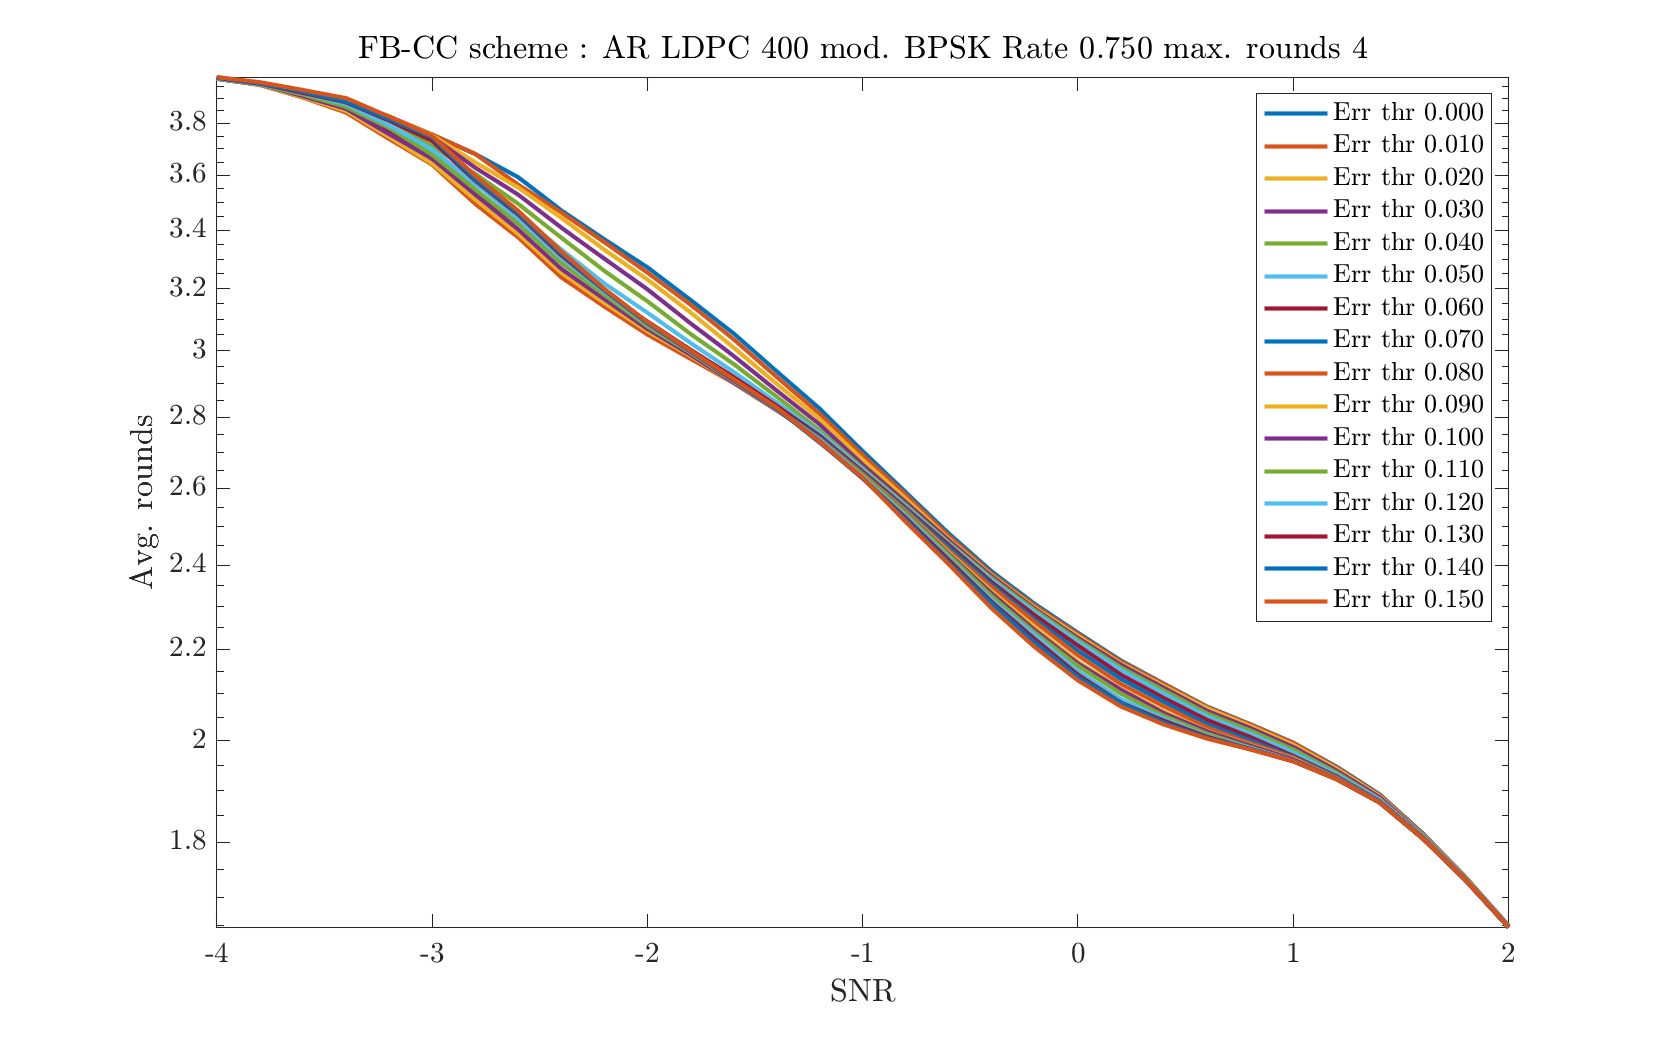 FB-CC scheme : AR LDPC 400 mod. BPSK Rate 0.750 max. rounds 4
3.8
3.6
3.4
3.2
3
2.8
2.6
2.4
2.2
2
1.8
Avg. rounds
-4
-3
-2
-1
0
1
2
SNR
Err thr 0.000
Err thr 0.010
Err thr 0.020
Err thr 0.030
Err thr 0.040
Err thr 0.050
Err thr 0.060
Err thr 0.070
Err thr 0.080
Err thr 0.090
Err thr 0.100
Err thr 0.110
Err thr 0.120
Err thr 0.130
Err thr 0.140
Err thr 0.150